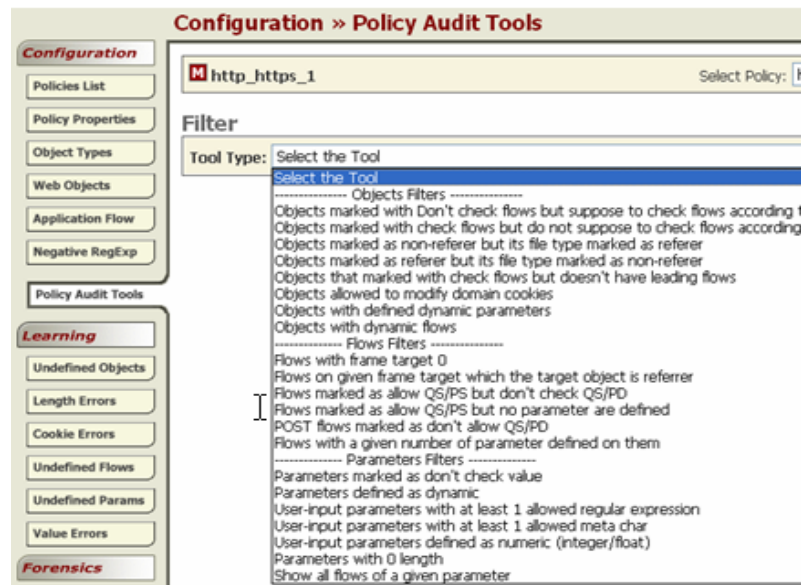 Configuration » Policy Audit Tools
Configuration
Policies List
Policy Properties
Object Types
Web Objects
Application Flow
Negative RegExp
Policy Audit Tools
Learning
Undefined Objects
Length Errors
Cookie Errors
Undefined Flows
Undefined Params
Value Errors
Forensics
M http_https_1
Select Policy:
Filter
Tool Type: Select the Tool
Select the Tool
--------------- Objects Filters ---------------
Objects marked with Don't check flows but suppose to check flows according
Objects marked with check flows but do not suppose to check flows according
Objects marked as non-referer but its file type marked as referer
Objects marked as referer but its file type marked as non-referer
Objects that marked with check flows but doesn't have leading flows
Objects allowed to modify domain cookies
Objects with defined dynamic parameters
Objects with dynamic flows
--------------- Flows Filters ---------------
Flows with frame target 0
Flows on given frame target which the target object is referrer
Flows marked as allow QS/PS but don't check QS/PD
Flows marked as allow QS/PS but no parameter are defined
POST flows marked as don't allow QS/PD
Flows with a given number of parameter defined on them
--------------- Parameters Filters ---------------
Parameters marked as don't check value
Parameters defined as dynamic
User-input parameters with at least 1 allowed regular expression
User-input parameters with at least 1 allowed meta char
User-input parameters defined as numeric (integer/float)
Parameters with 0 length
Show all flows of a given parameter